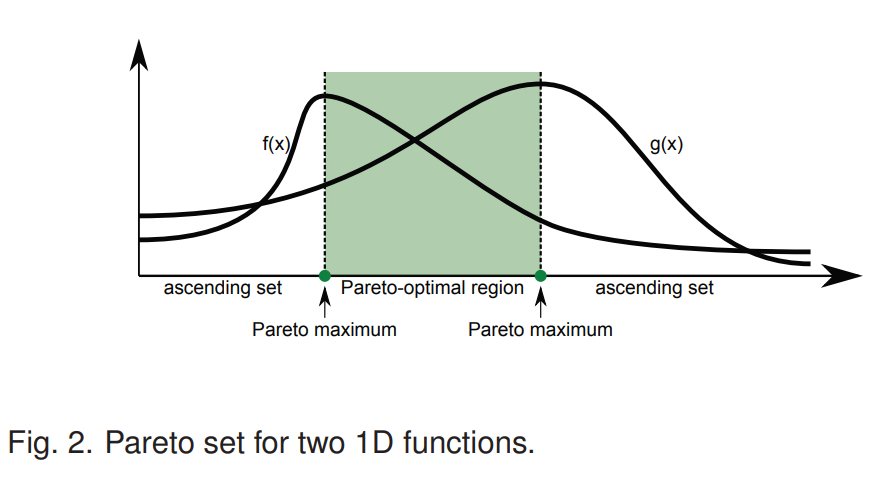 f(x)
g(x)
ascending set
Pareto-optimal region
ascending set
Pareto maximum
Pareto maximum
Fig. 2. Pareto set for two 1D functions.